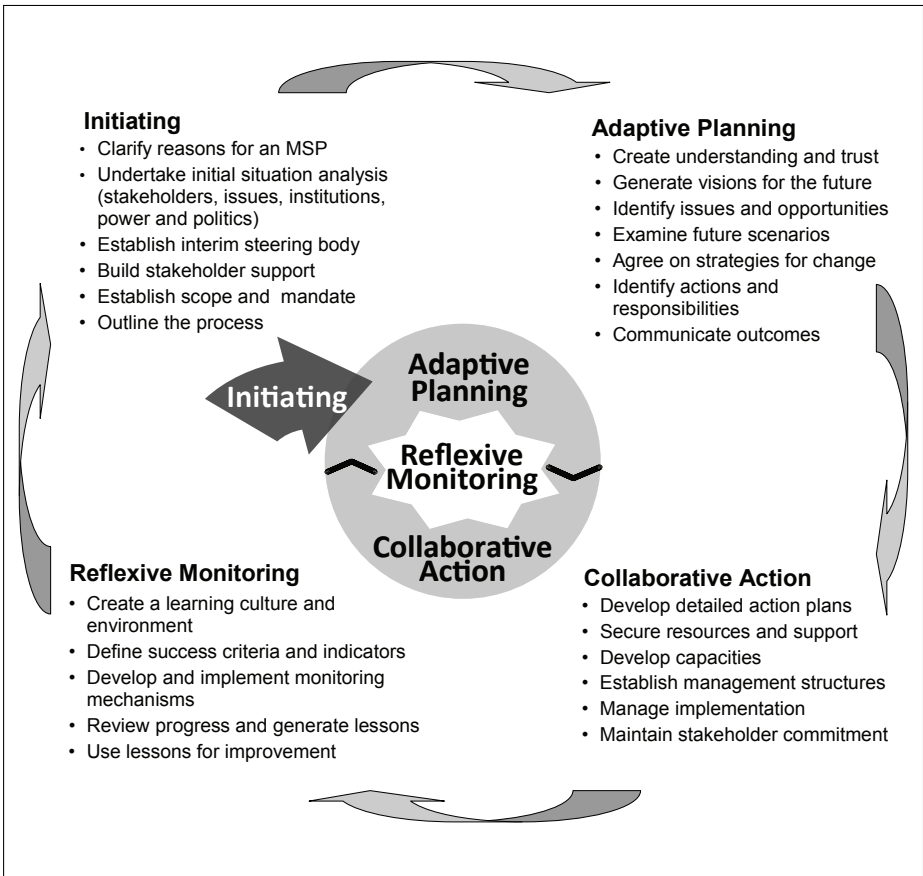 Initiating
• Clarify reasons for an MSP
• Undertake initial situation analysis
(stakeholders, issues, institutions,
power and politics)
• Establish interim steering body
• Build stakeholder support
• Establish scope and mandate
• Outline the process
Adaptive Planning
• Create understanding and trust
• Generate visions for the future
• Identify issues and opportunities
• Examine future scenarios
• Agree on strategies for change
• Identify actions and
responsibilities
• Communicate outcomes
Initiating
Adaptive
Planning
Reflexive
Monitoring
Collaborative
Action
Reflexive Monitoring
• Create a learning culture and
environment
• Define success criteria and indicators
• Develop and implement monitoring
mechanisms
• Review progress and generate lessons
• Use lessons for improvement
Collaborative Action
• Develop detailed action plans
• Secure resources and support
• Develop capacities
• Establish management structures
• Manage implementation
• Maintain stakeholder commitment